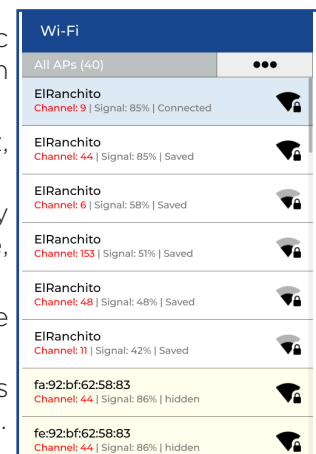 Wi-Fi
All APs (40)
ElRanchito
Channel: 9 | Signal: 85% | Connected
ElRanchito
Channel: 44 | Signal: 85% | Saved
ElRanchito
Channel: 6 | Signal: 58% | Saved
ElRanchito
Channel: 153 | Signal: 51% | Saved
ElRanchito
Channel: 48 | Signal: 48% | Saved
ElRanchito
Channel: 11 | Signal: 42% | Saved
fa:92:bf:62:58:83
Channel: 44 | Signal: 86% | hidden
fe:92:bf:62:58:83
Channel: 44 | Signal: 86% | hidden